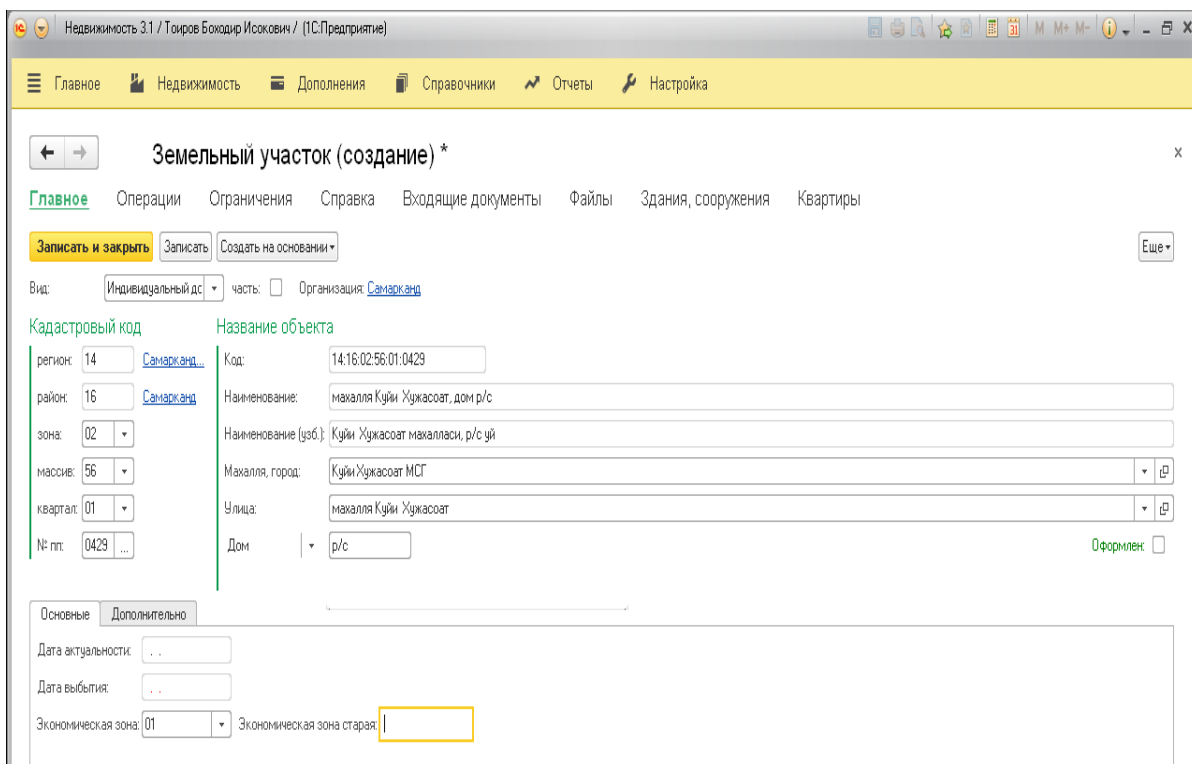 Недвижимость 3.1 / Тоиров Боходир Исокович / (1С:Предприятие) M M+ M-
Главное Недвижимость Дополнения Справочники Отчеты Настройка
Земельный участок (создание) *
Главное Операции Ограничения Справка Входящие документы Файлы Здания, сооружения Квартиры
Записать и закрыть Записать Создать на основании Еще
Вид: Индивидуальный дс часть: Организация: Самарканд
Кадастровый код Название объекта
регион: 14 Самарканд... Код: 14:16:02:56:01:0429
район: 16 Самарканд Наименование: махалля Куйи Хужасоат, дом р/с
зона: 02 Наименование (узб.): Куйи Хужасоат махалласи, р/с уй
массив: 56 Махалля, город: Куйи Хужасоат МСГ
квартал: 01 Улица: махалля Куйи Хужасоат
№ пп: 0429 ... Дом р/с Оформлен:
Основные Дополнительно
Дата актуальности: . .
Дата выбытия: . .
Экономическая зона: 01 Экономическая зона старая: